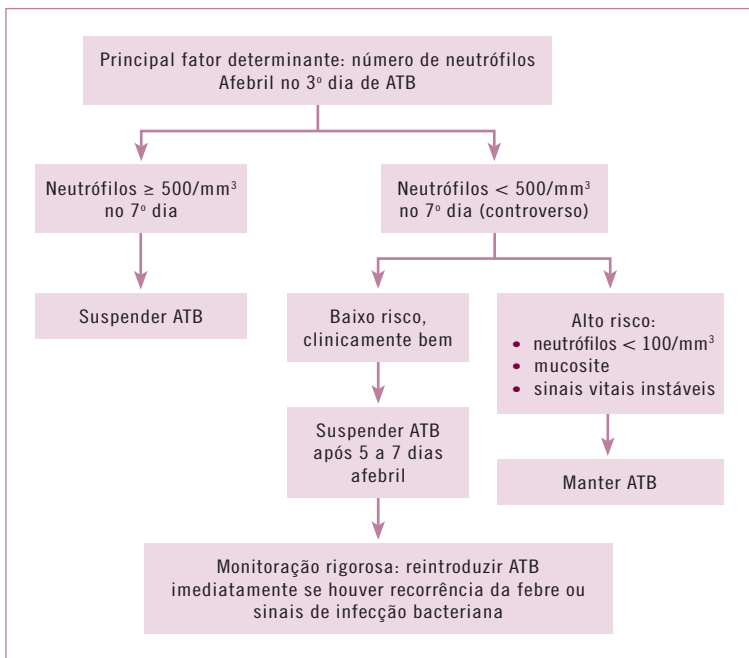 Principal fator determinante: número de neutrófilos
Afebril no 3º dia de ATB
Neutrófilos ≥ 500/mm³
no 7º dia
Neutrófilos < 500/mm³
no 7º dia (controverso)
Suspender ATB
Baixo risco,
clinicamente bem
Alto risco:
• neutrófilos < 100/mm³
• mucosite
• sinais vitais instáveis
Suspender ATB
após 5 a 7 dias
afebril
Manter ATB
Monitoração rigorosa: reintroduzir ATB
imediatamente se houver recorrência da febre ou
sinais de infecção bacteriana